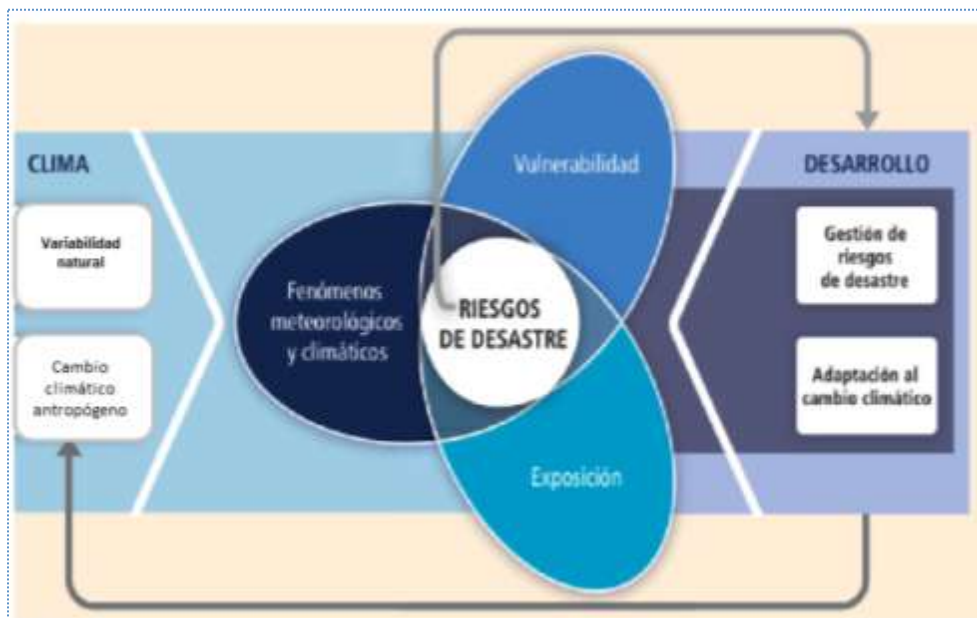 CLIMA
Variabilidad
natural
Cambio
climático
antropógeno
Fenómenos
meteorológicos
y climáticos
Vulnerabilidad
RIESGOS
DE DESASTRE
Exposición
DESARROLLO
Gestión de
riesgos
de desastre
Adaptación al
cambio climático